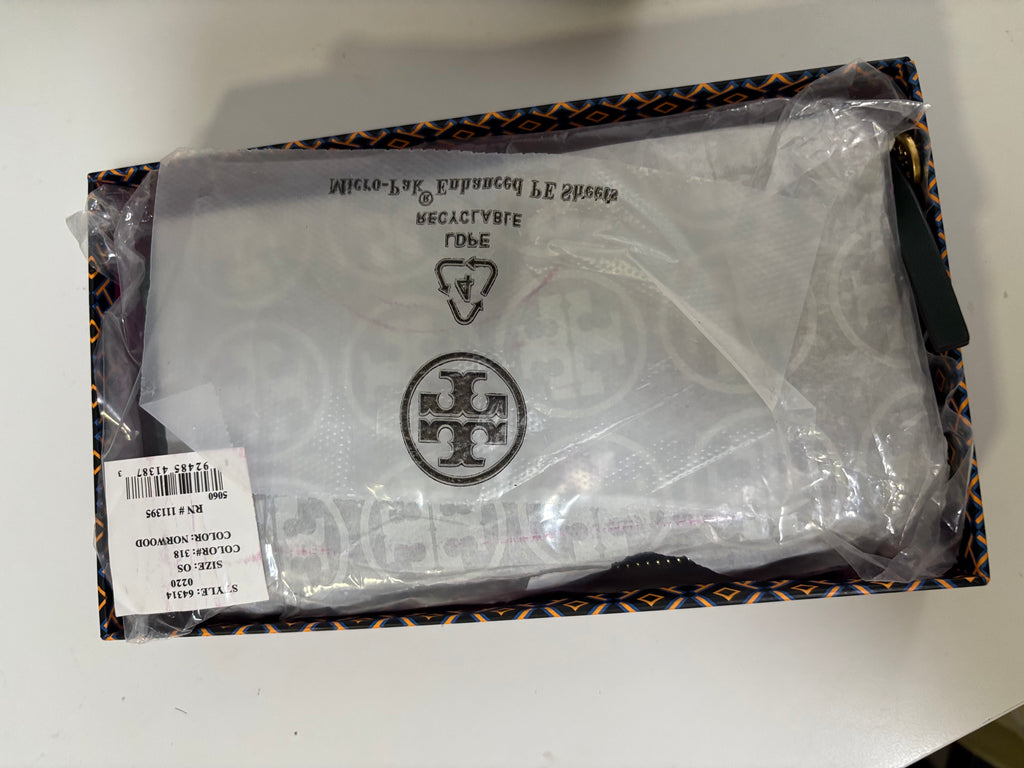 4
LDPE
RECYCLABLE
Micro-Pak® Enhanced PE Sheets
STYLE: 64314
0220
SIZE: OS
COLOR#: 318
COLOR: NORWOOD
RN # 111395
5060
92485 41387 3